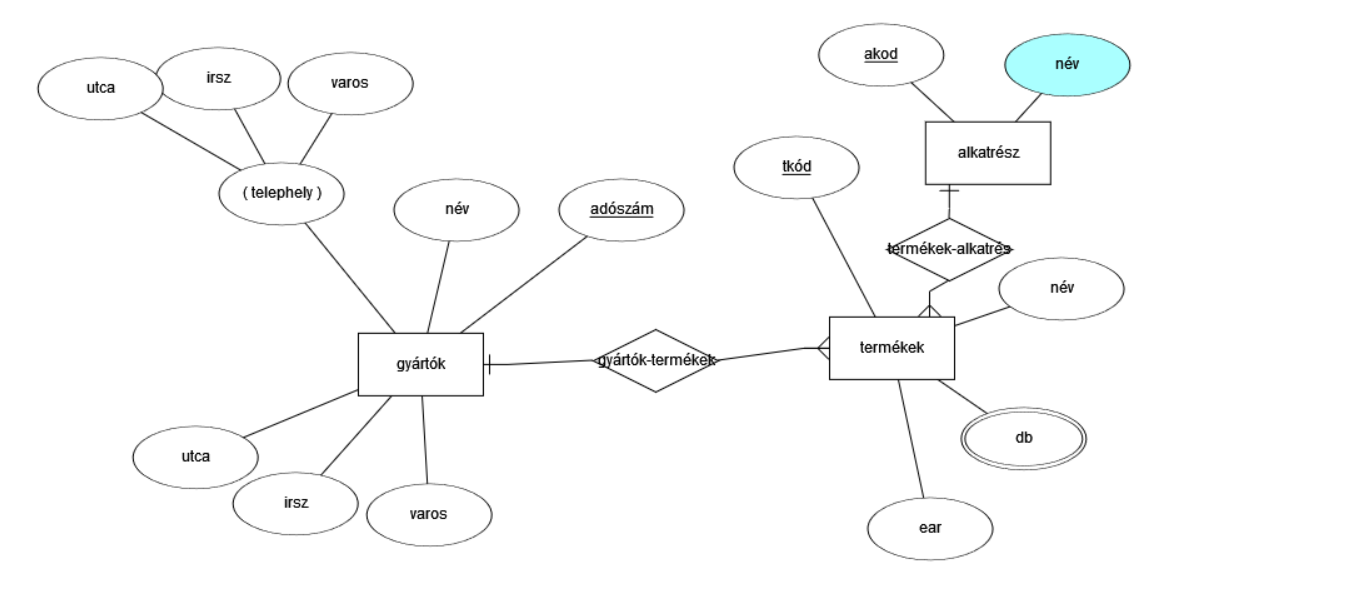 akod
név
irsz
varos
utca
alkatrész
tkód
( telephely )
név
adószám
termékek-alkatrés
név
termékek
gyártók-termékek
gyártók
db
utca
irsz
varos
ear